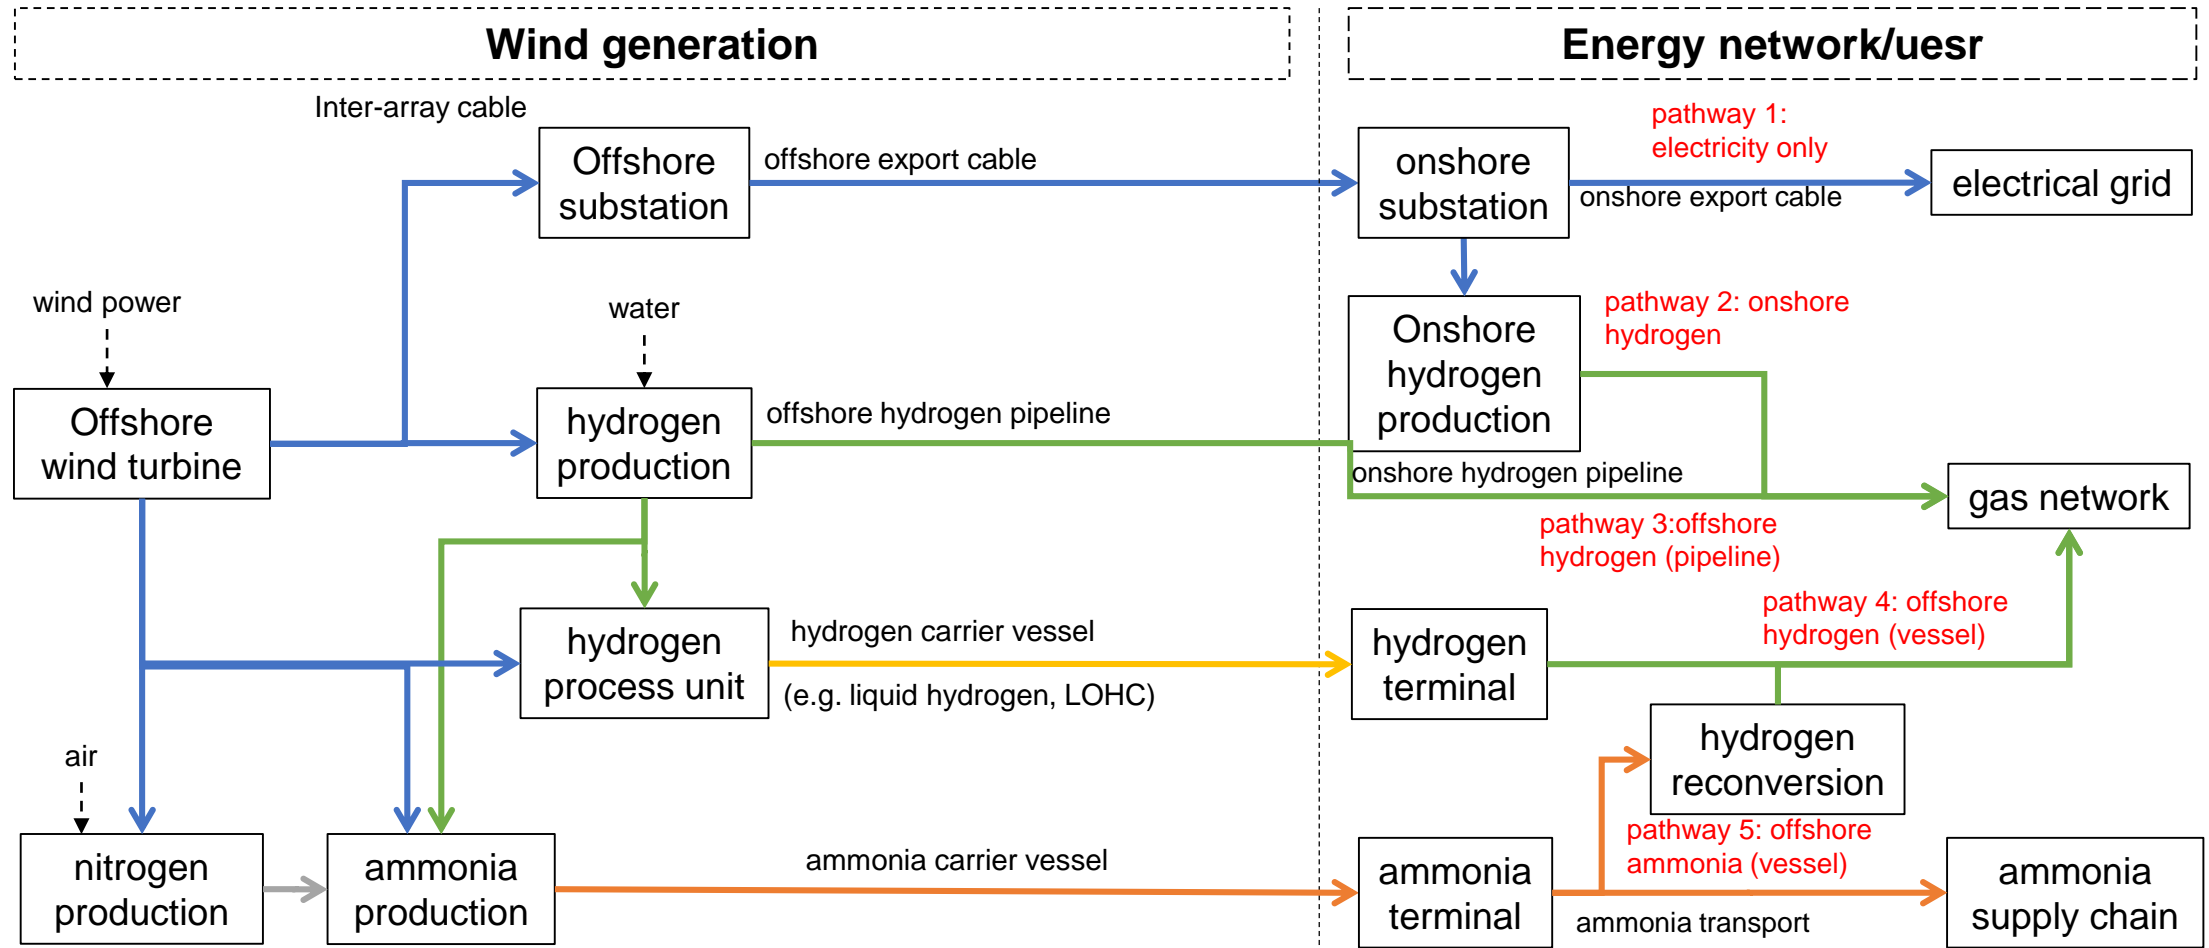 Wind generation
Energy network/uesr
Inter-array cable
Offshore
substation
offshore export cable
onshore
substation
pathway 1:
electricity only
onshore export cable
electrical grid
wind power
water
Onshore
hydrogen
production
pathway 2: onshore
hydrogen
Offshore
wind turbine
hydrogen
production
offshore hydrogen pipeline
onshore hydrogen pipeline
gas network
pathway 3:offshore
hydrogen (pipeline)
hydrogen
process unit
hydrogen carrier vessel
(e.g. liquid hydrogen, LOHC)
hydrogen
terminal
pathway 4: offshore
hydrogen (vessel)
hydrogen
reconversion
air
nitrogen
production
ammonia
production
ammonia carrier vessel
ammonia
terminal
pathway 5: offshore
ammonia (vessel)
ammonia transport
ammonia
supply chain